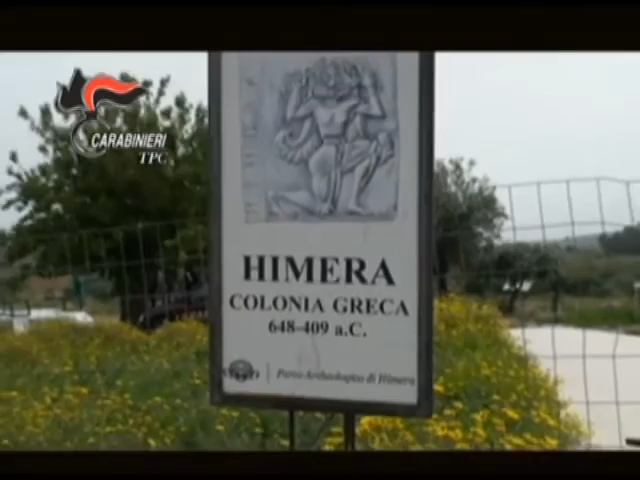 CARABINIERI
TPC
HIMERA
COLONIA GRECA
648-409 a.C.
Parco Archeologico di Himera